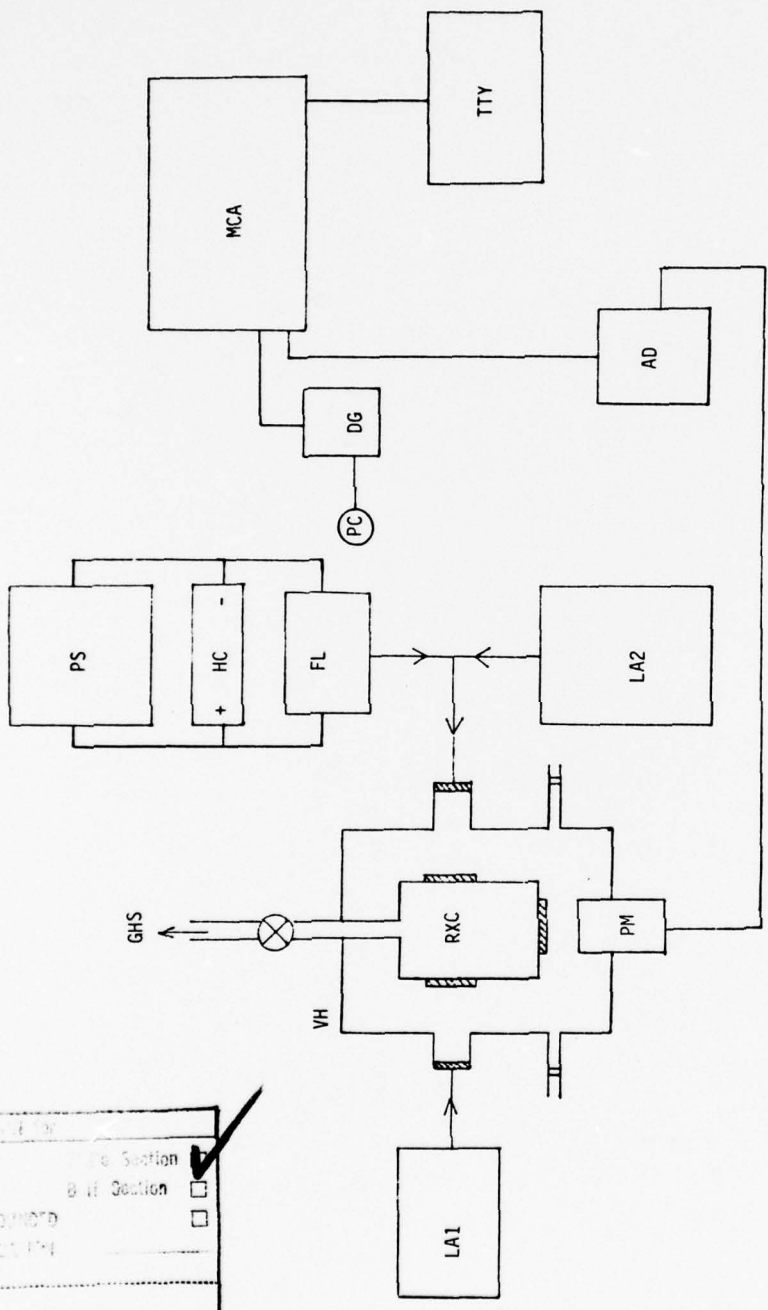 TTY
MCA
AD
DG
PC
PS
+ HC -
FL
LA2
GHS
RXC
VH
PM
LA1
Section
Section